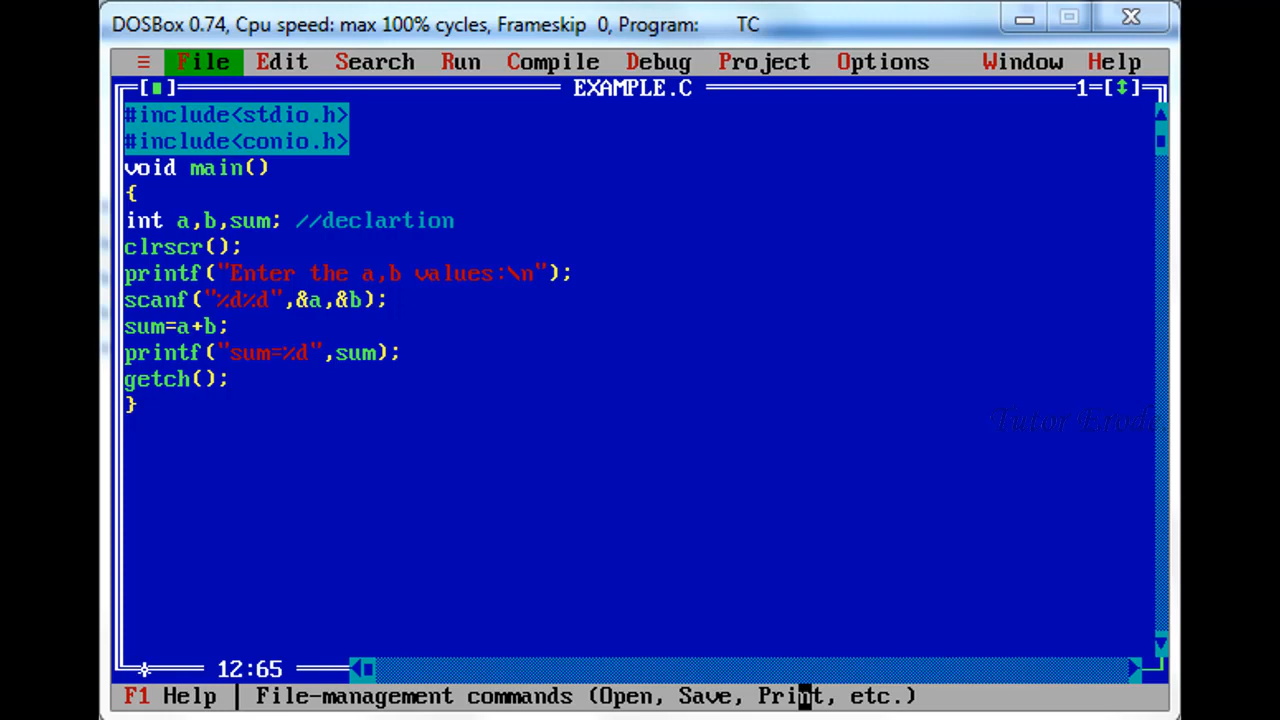 DOSBox 0.74, Cpu speed: max 100% cycles, Frameskip 0, Program: TC
≡ File Edit Search Run Compile Debug Project Options Window Help
[■] EXAMPLE.C 1=[↕]
#include<stdio.h>
#include<conio.h>
void main()
{
int a,b,sum; //declartion
clrscr();
printf("Enter the a,b values:\n");
scanf("%d%d",&a,&b);
sum=a+b;
printf("sum=%d",sum);
getch();
}
Tutor Erode
12:65
F1 Help | File-management commands (Open, Save, Print, etc.)